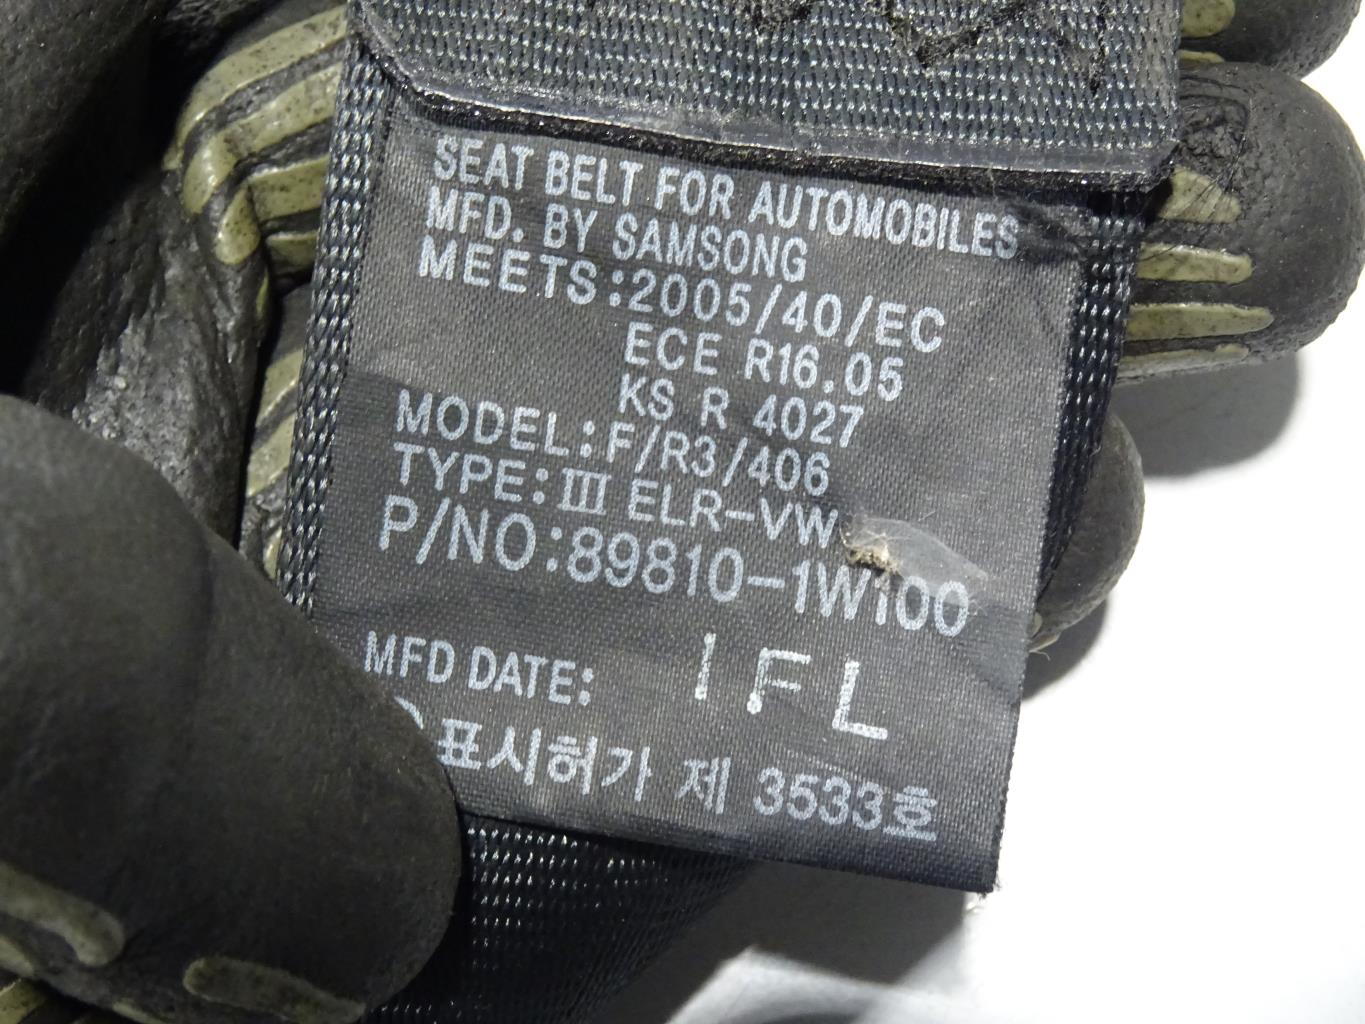 SEAT BELT FOR AUTOMOBILES
MFD. BY SAMSONG
MEETS:2005/40/EC
ECE R16.05
KS R 4027
MODEL:F/R3/406
TYPE:III ELR-VW
P/NO:89810-1W100
MFD DATE: 1FL
표시허가 제 3533호